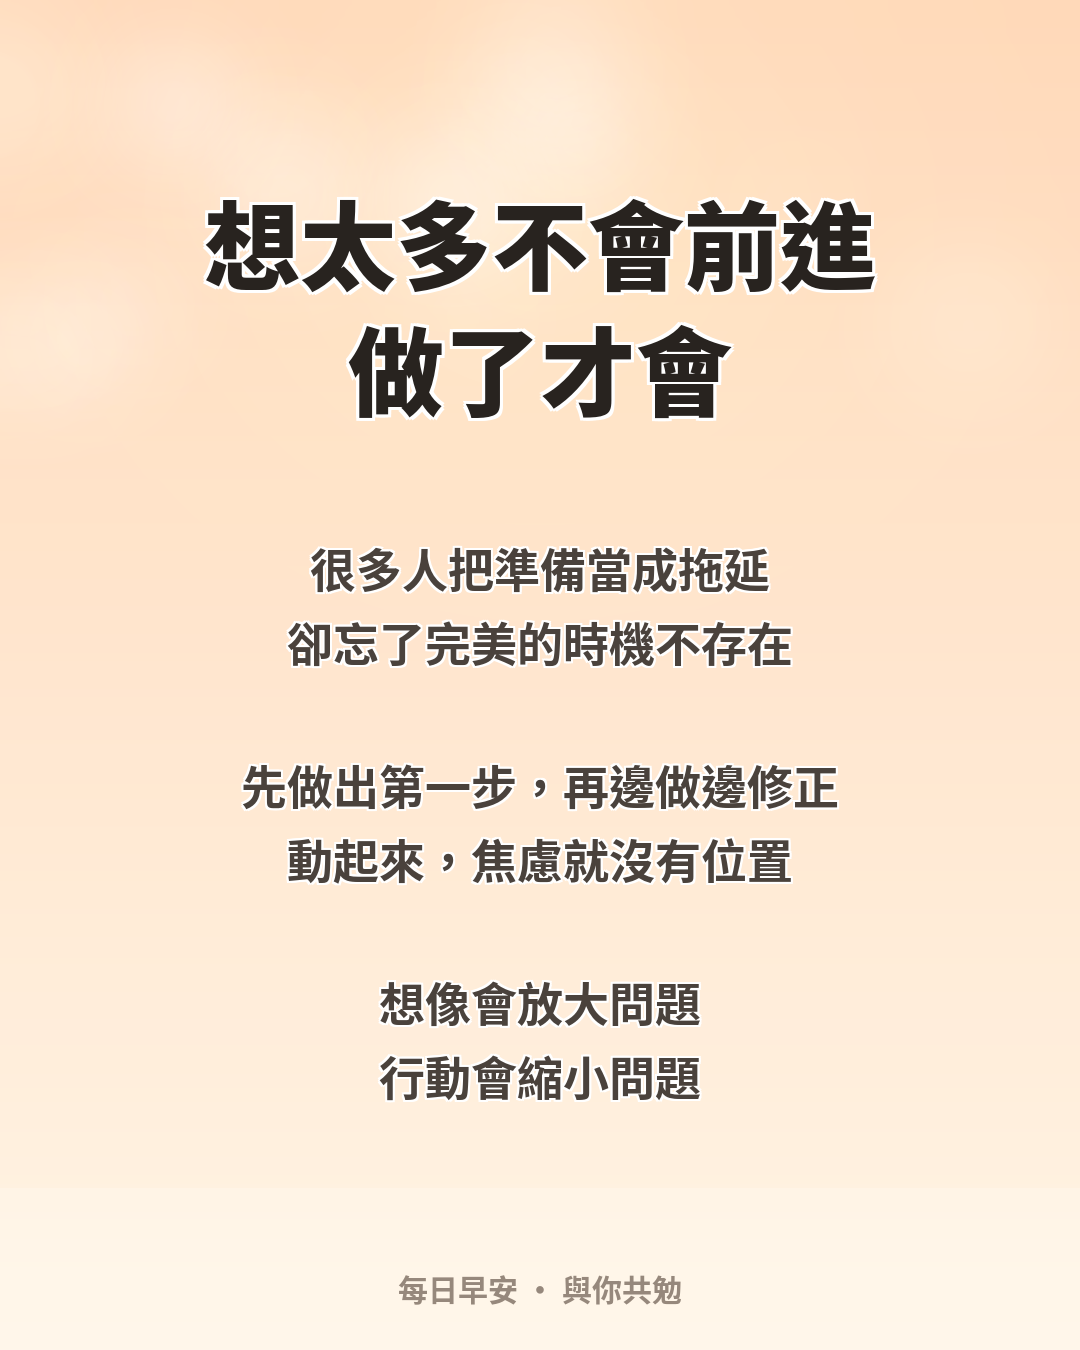 想太多不會前進
做了才會
很多人把準備當成拖延
卻忘了完美的時機不存在
先做出第一步，再邊做邊修正
動起來，焦慮就沒有位置
想像會放大問題
行動會縮小問題
每日早安 · 與你共勉